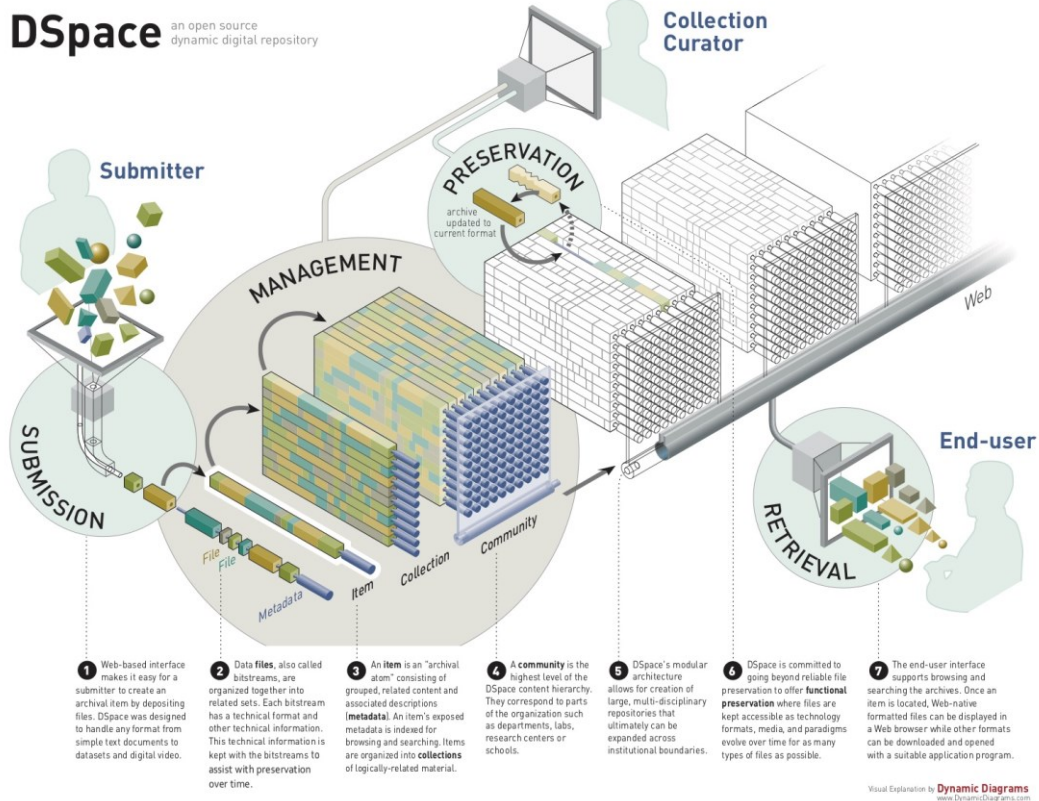 DSpace
an open source
dynamic digital repository
Collection
Curator
Submitter
PRESERVATION
archive
updated to
current format
MANAGEMENT
Web
SUBMISSION
End-user
RETRIEVAL
File
File
Metadata
Item
Collection
Community
1 Web-based interface
makes it easy for a
submitter to create an
archival item by depositing
files. DSpace was designed
to handle any format from
simple text documents to
datasets and digital video.
2 Data files, also called
bitstreams, are
organized together into
related sets. Each bitstream
has a technical format and
other technical information.
This technical information is
kept with the bitstreams to
assist with preservation
over time.
3 An item is an "archival
atom" consisting of
grouped, related content and
associated descriptions
(metadata). An item's exposed
metadata is indexed for
browsing and searching. Items
are organized into collections
of logically-related material.
4 A community is the
highest level of the
DSpace content hierarchy.
They correspond to parts
of the organization such
as departments, labs,
research centers or
schools.
5 DSpace's modular
architecture
allows for creation of
large, multi-disciplinary
repositories that
ultimately can be
expanded across
institutional boundaries.
6 DSpace is committed to
going beyond reliable file
preservation to offer functional
preservation where files are
kept accessible as technology
formats, media, and paradigms
evolve over time for as many
types of files as possible.
7 The end-user interface
supports browsing and
searching the archives. Once an
item is located, Web-native
formatted files can be displayed in
a Web browser while other formats
can be downloaded and opened
with a suitable application program.
Visual Explanation by Dynamic Diagrams
www.DynamicDiagrams.com